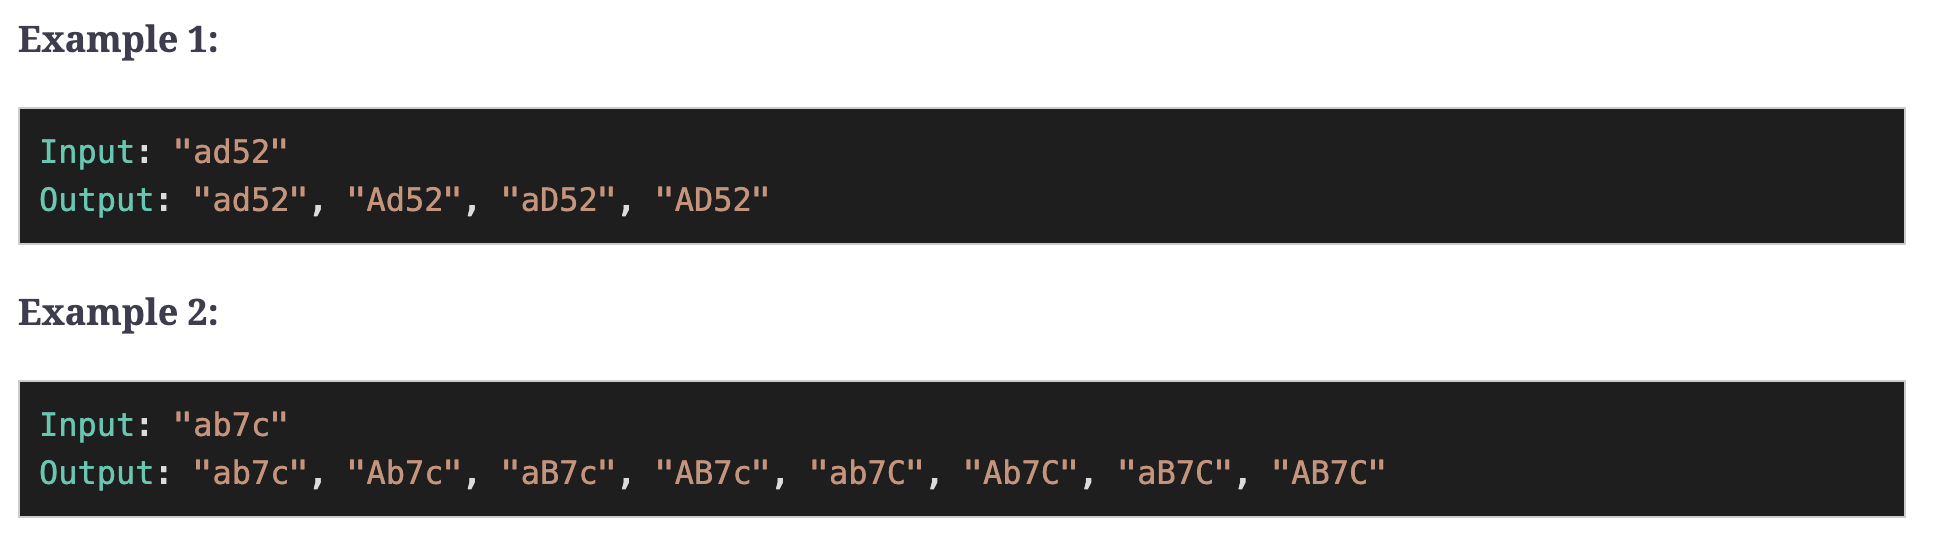 Example 1:
Input: "ad52"
Output: "ad52", "Ad52", "aD52", "AD52"
Example 2:
Input: "ab7c"
Output: "ab7c", "Ab7c", "aB7c", "AB7c", "ab7C", "Ab7C", "aB7C", "AB7C"